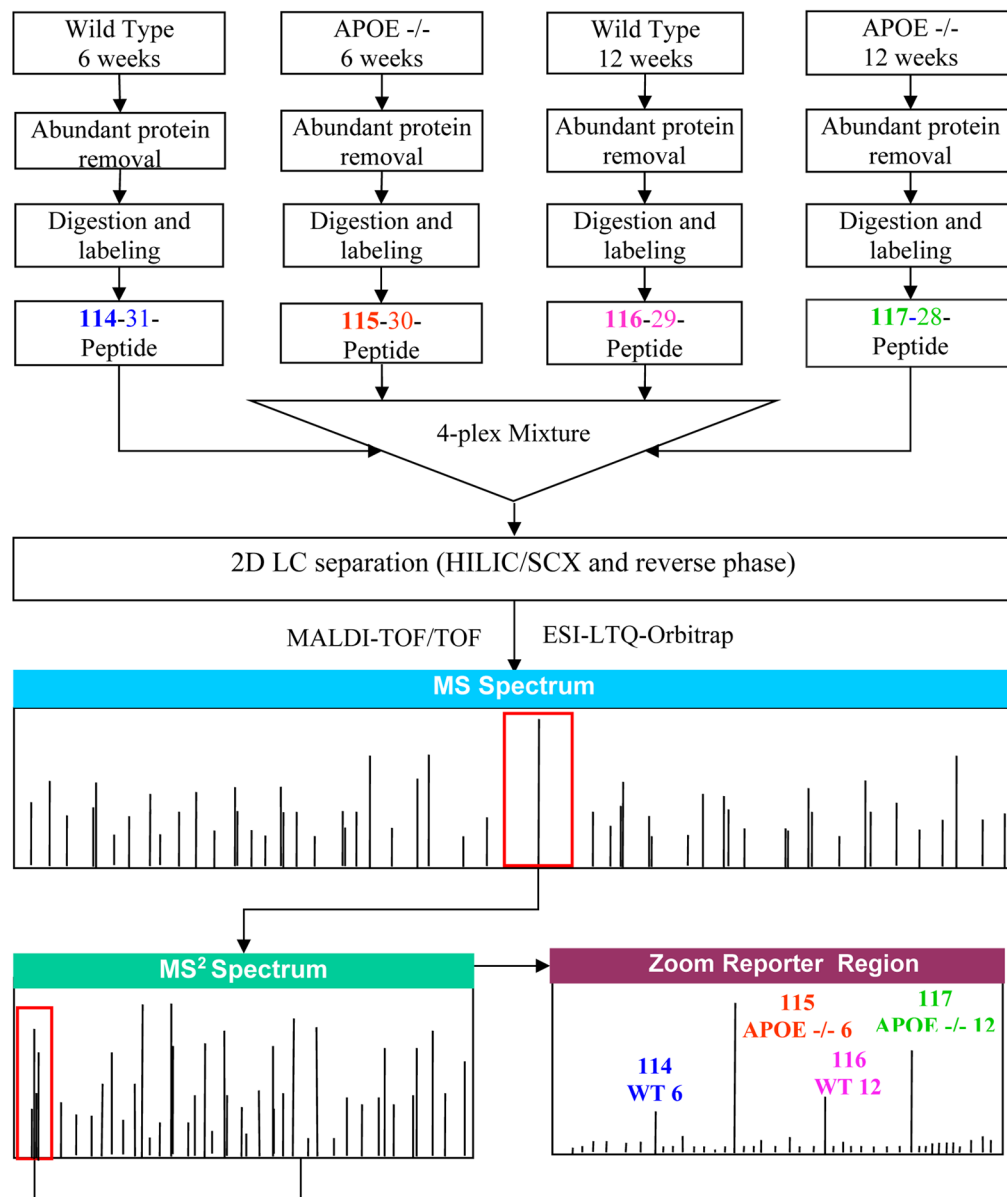 Wild Type
6 weeks
APOE -/-
6 weeks
Wild Type
12 weeks
APOE -/-
12 weeks
Abundant protein
removal
Abundant protein
removal
Abundant protein
removal
Abundant protein
removal
Digestion and
labeling
Digestion and
labeling
Digestion and
labeling
Digestion and
labeling
114-31-
Peptide
115-30-
Peptide
116-29-
Peptide
117-28-
Peptide
4-plex Mixture
2D LC separation (HILIC/SCX and reverse phase)
MALDI-TOF/TOF
ESI-LTQ-Orbitrap
MS Spectrum
MS² Spectrum
Zoom Reporter Region
114
WT 6
115
APOE -/- 6
116
WT 12
117
APOE -/- 12